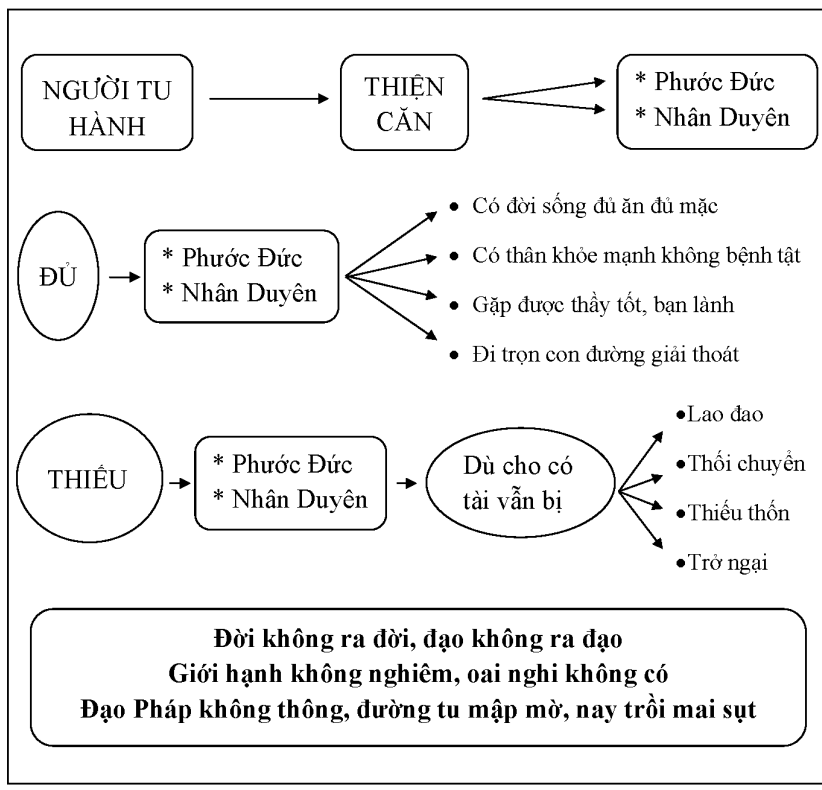 NGƯỜI TU
HÀNH
THIỆN
CĂN
* Phước Đức
* Nhân Duyên
ĐỦ
* Phước Đức
* Nhân Duyên
• Có đời sống đủ ăn đủ mặc
• Có thân khỏe mạnh không bệnh tật
• Gặp được thầy tốt, bạn lành
• Đi trọn con đường giải thoát
THIẾU
* Phước Đức
* Nhân Duyên
Dù cho có
tài vẫn bị
•Lao đao
•Thối chuyển
•Thiếu thốn
•Trở ngại
Đời không ra đời, đạo không ra đạo
Giới hạnh không nghiêm, oai nghi không có
Đạo Pháp không thông, đường tu mập mờ, nay trồi mai sụt